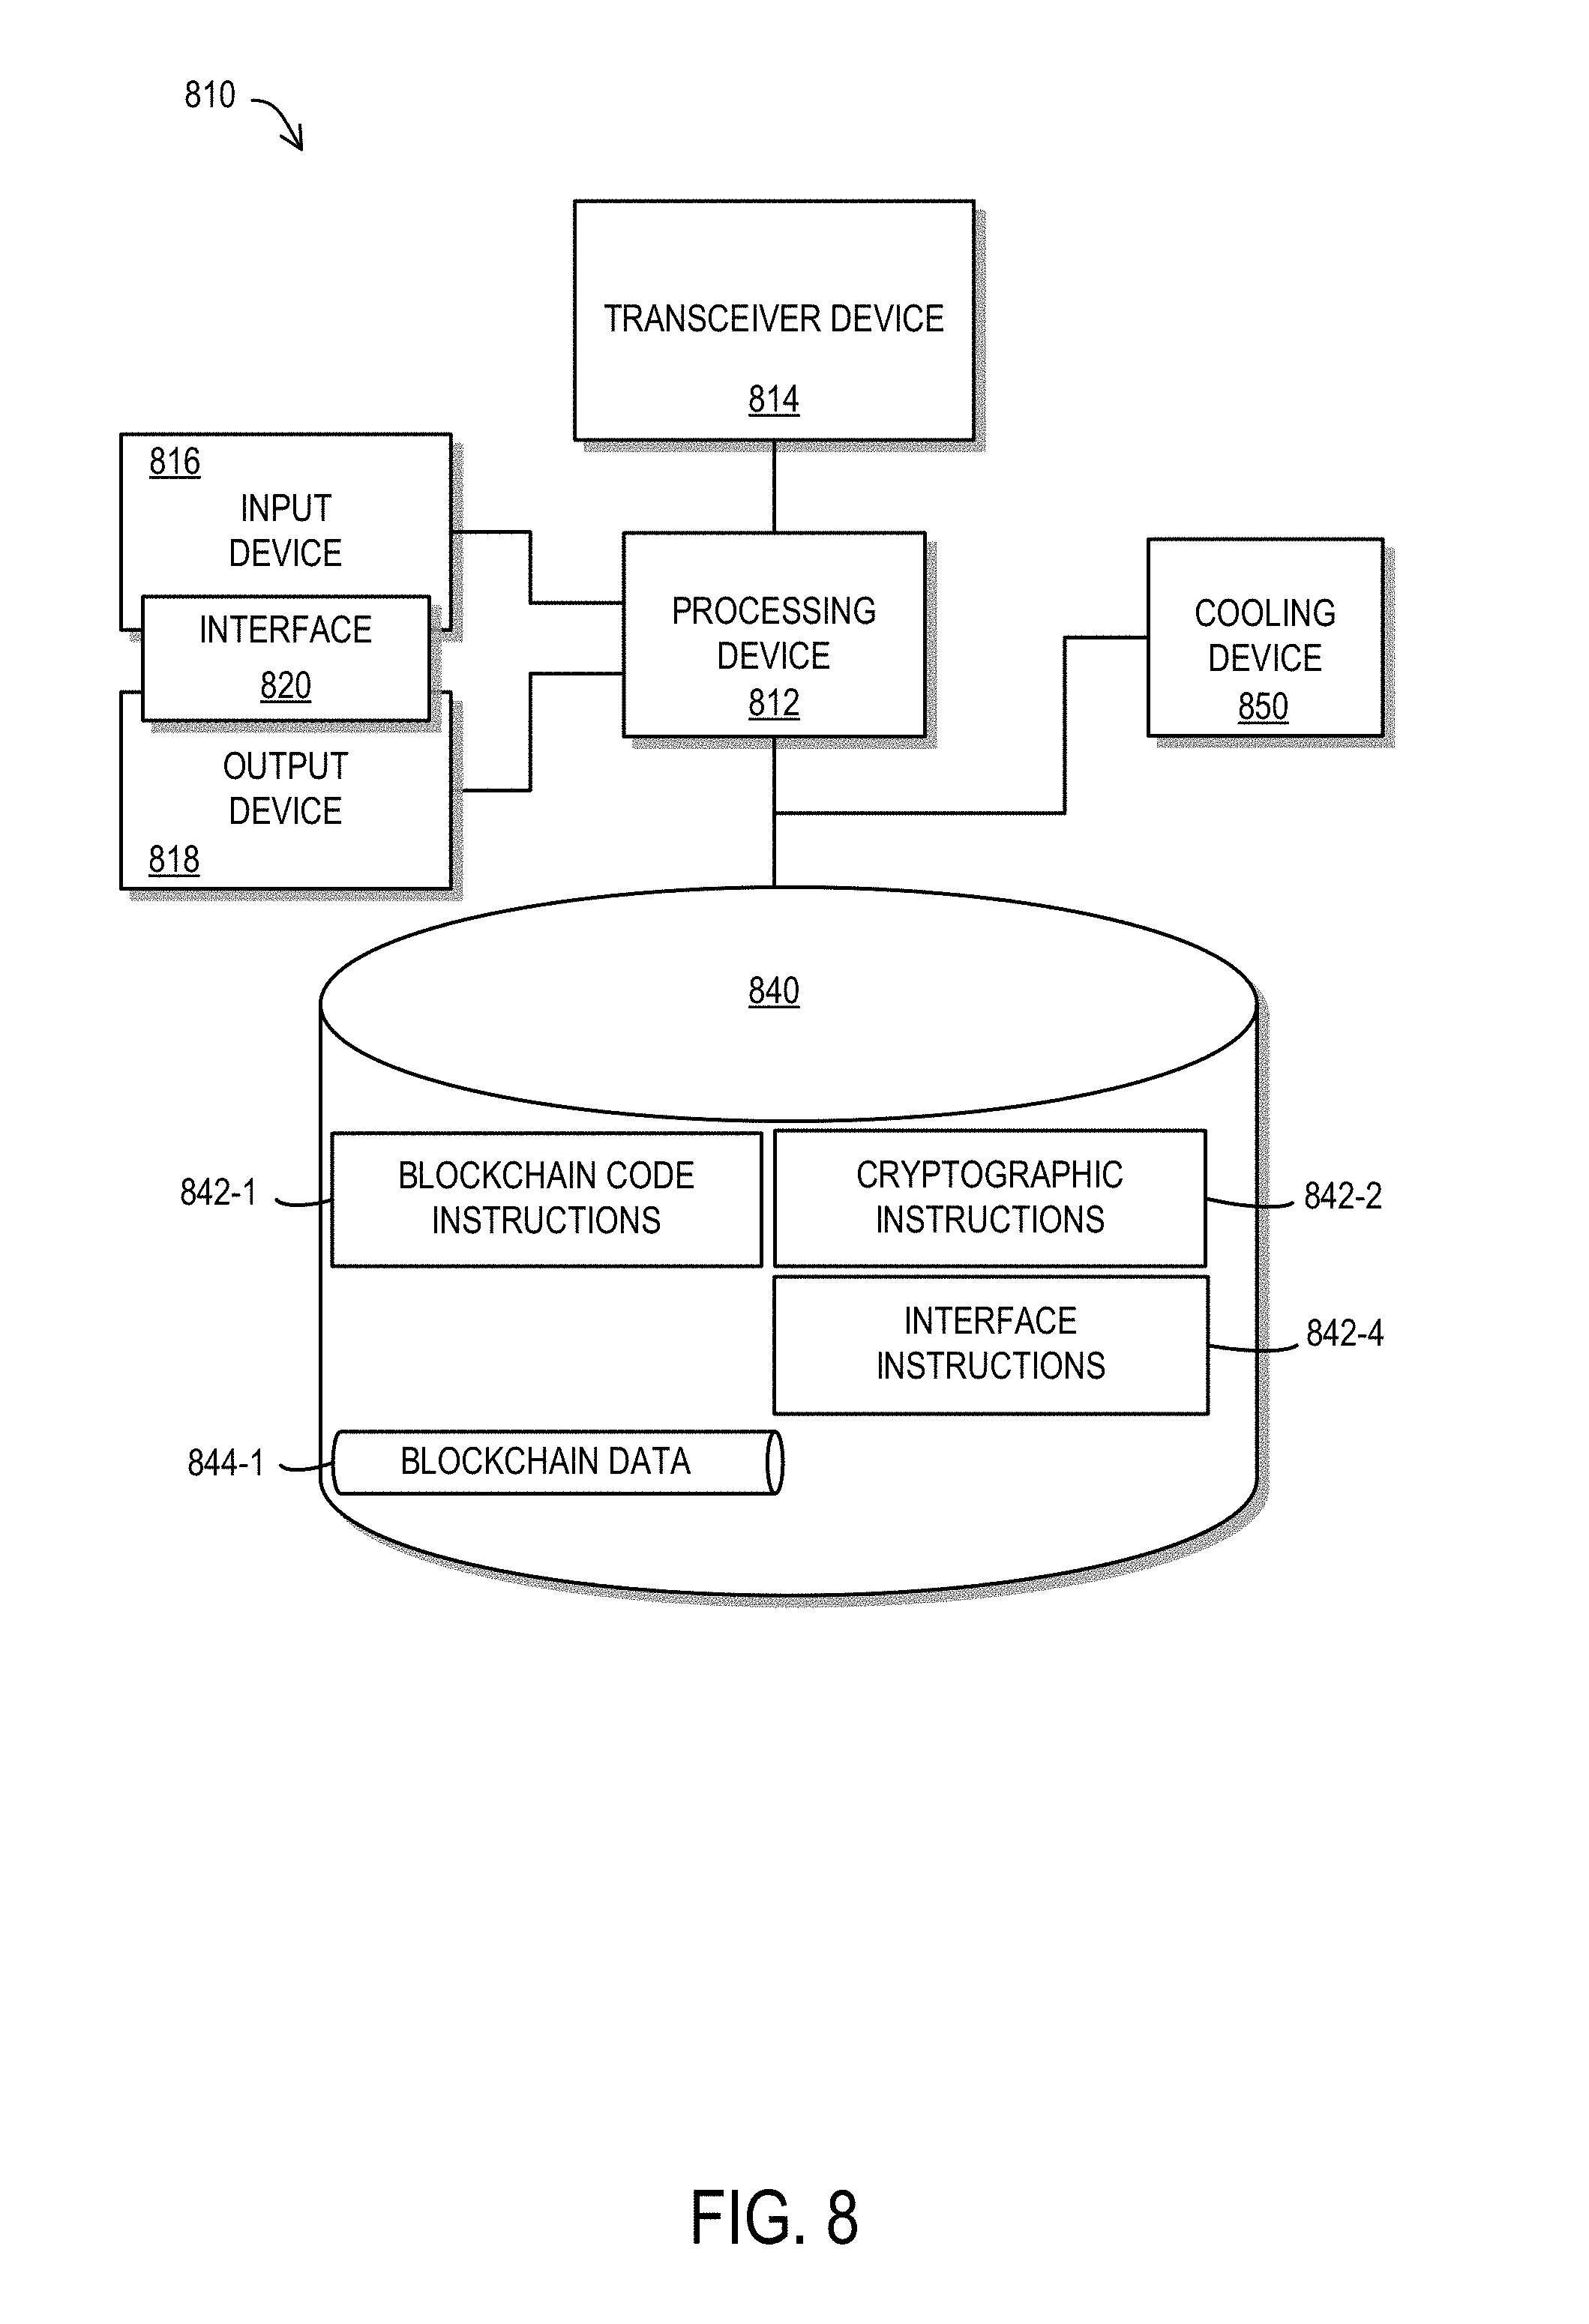 810
TRANSCEIVER DEVICE
814
816
INPUT
DEVICE
INTERFACE
820
OUTPUT
DEVICE
818
PROCESSING
DEVICE
812
COOLING
DEVICE
850
840
842-1
BLOCKCHAIN CODE
INSTRUCTIONS
CRYPTOGRAPHIC
INSTRUCTIONS
842-2
INTERFACE
INSTRUCTIONS
842-4
844-1
BLOCKCHAIN DATA
FIG. 8